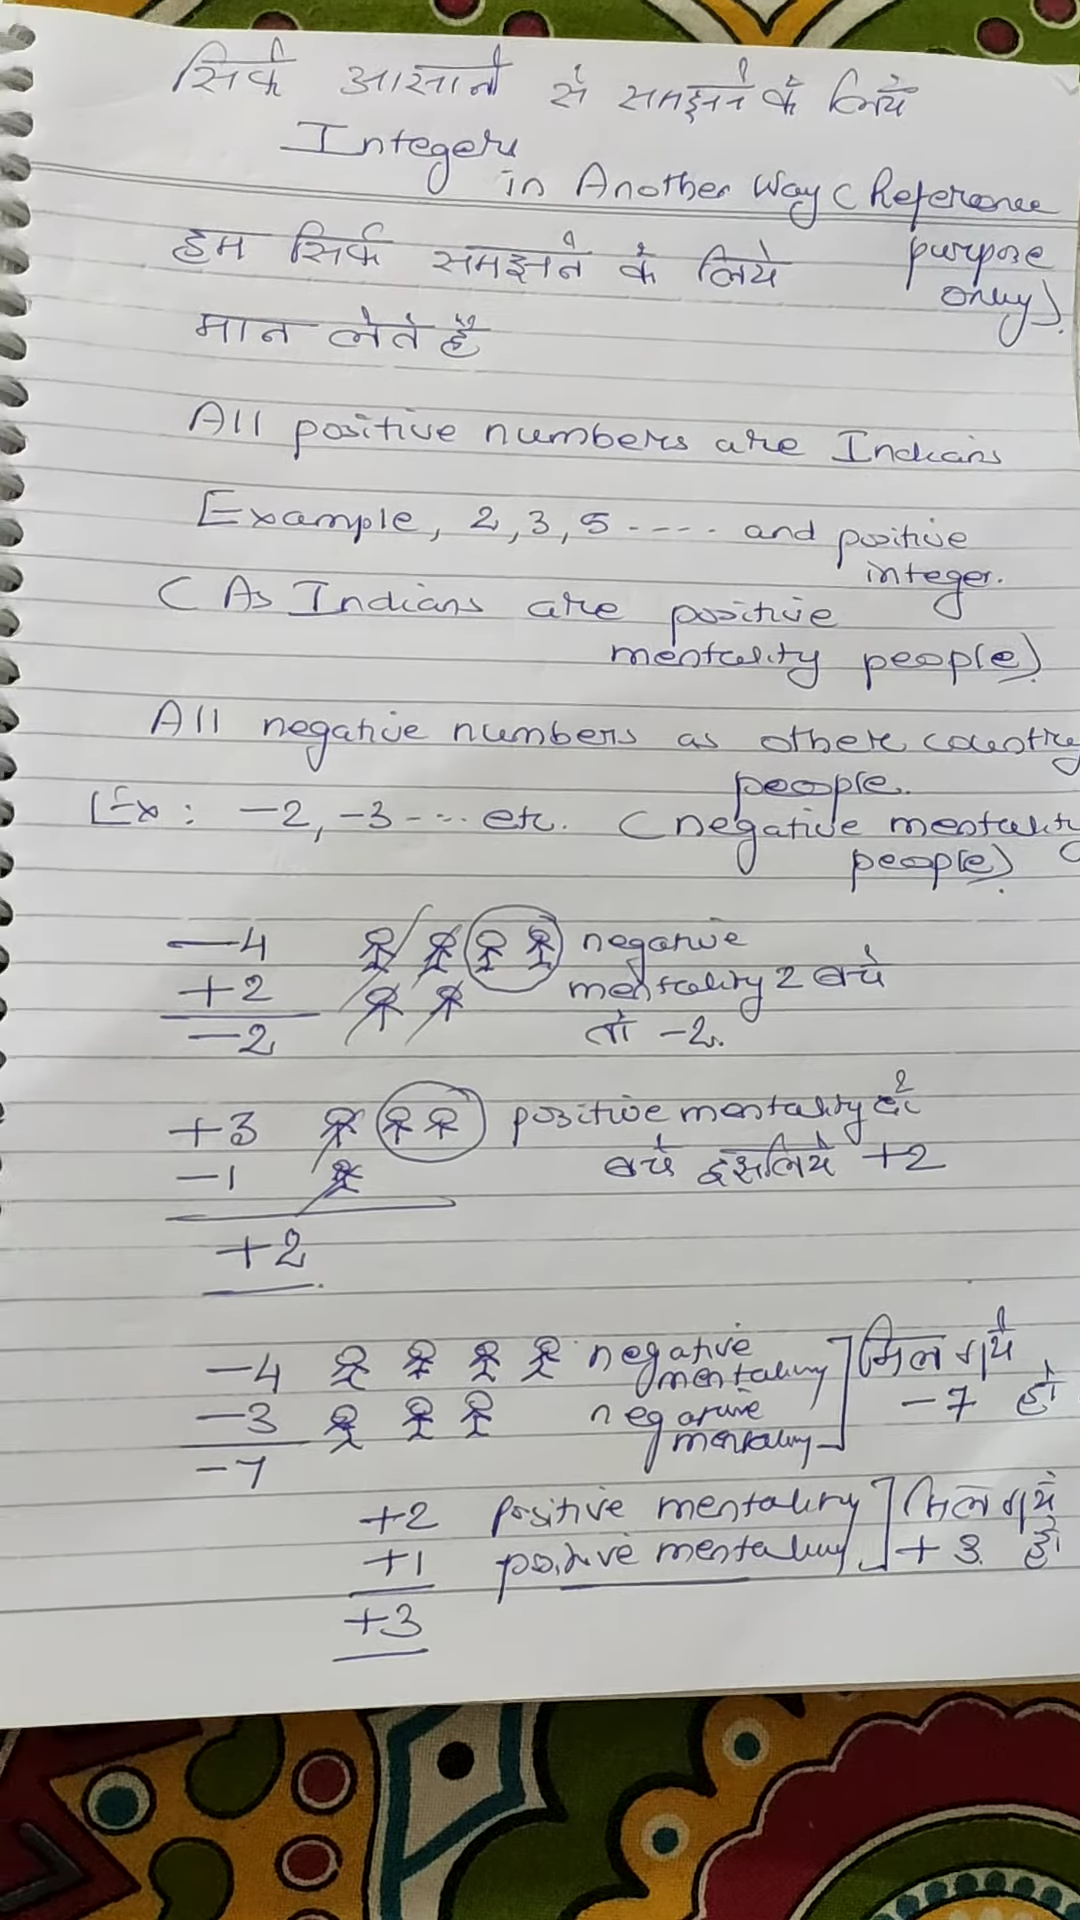 सिर्फ आसानी से समझने के लिये
Integers
in Another Way ( Reference
purpose
only).
हम सिर्फ समझने के लिये
मान लेते है
All positive numbers are Indians
Example, 2, 3, 5 ---- and positive
integer.
( As Indians are positive
mentality people)
All negative numbers as other country
people.
Ex: -2, -3 --- etc. ( negative mentality
people)
-4 negative
+2 mentality 2 बचे
-2 तो -2.
+3 positive mentality 2
-1 बचे इसलिये +2
+2
-4 negative mentality मिल गये
-3 negative mentality -7 हो
-7
+2 positive mentality मिल गये
+1 positive mentality +3 हो
+3